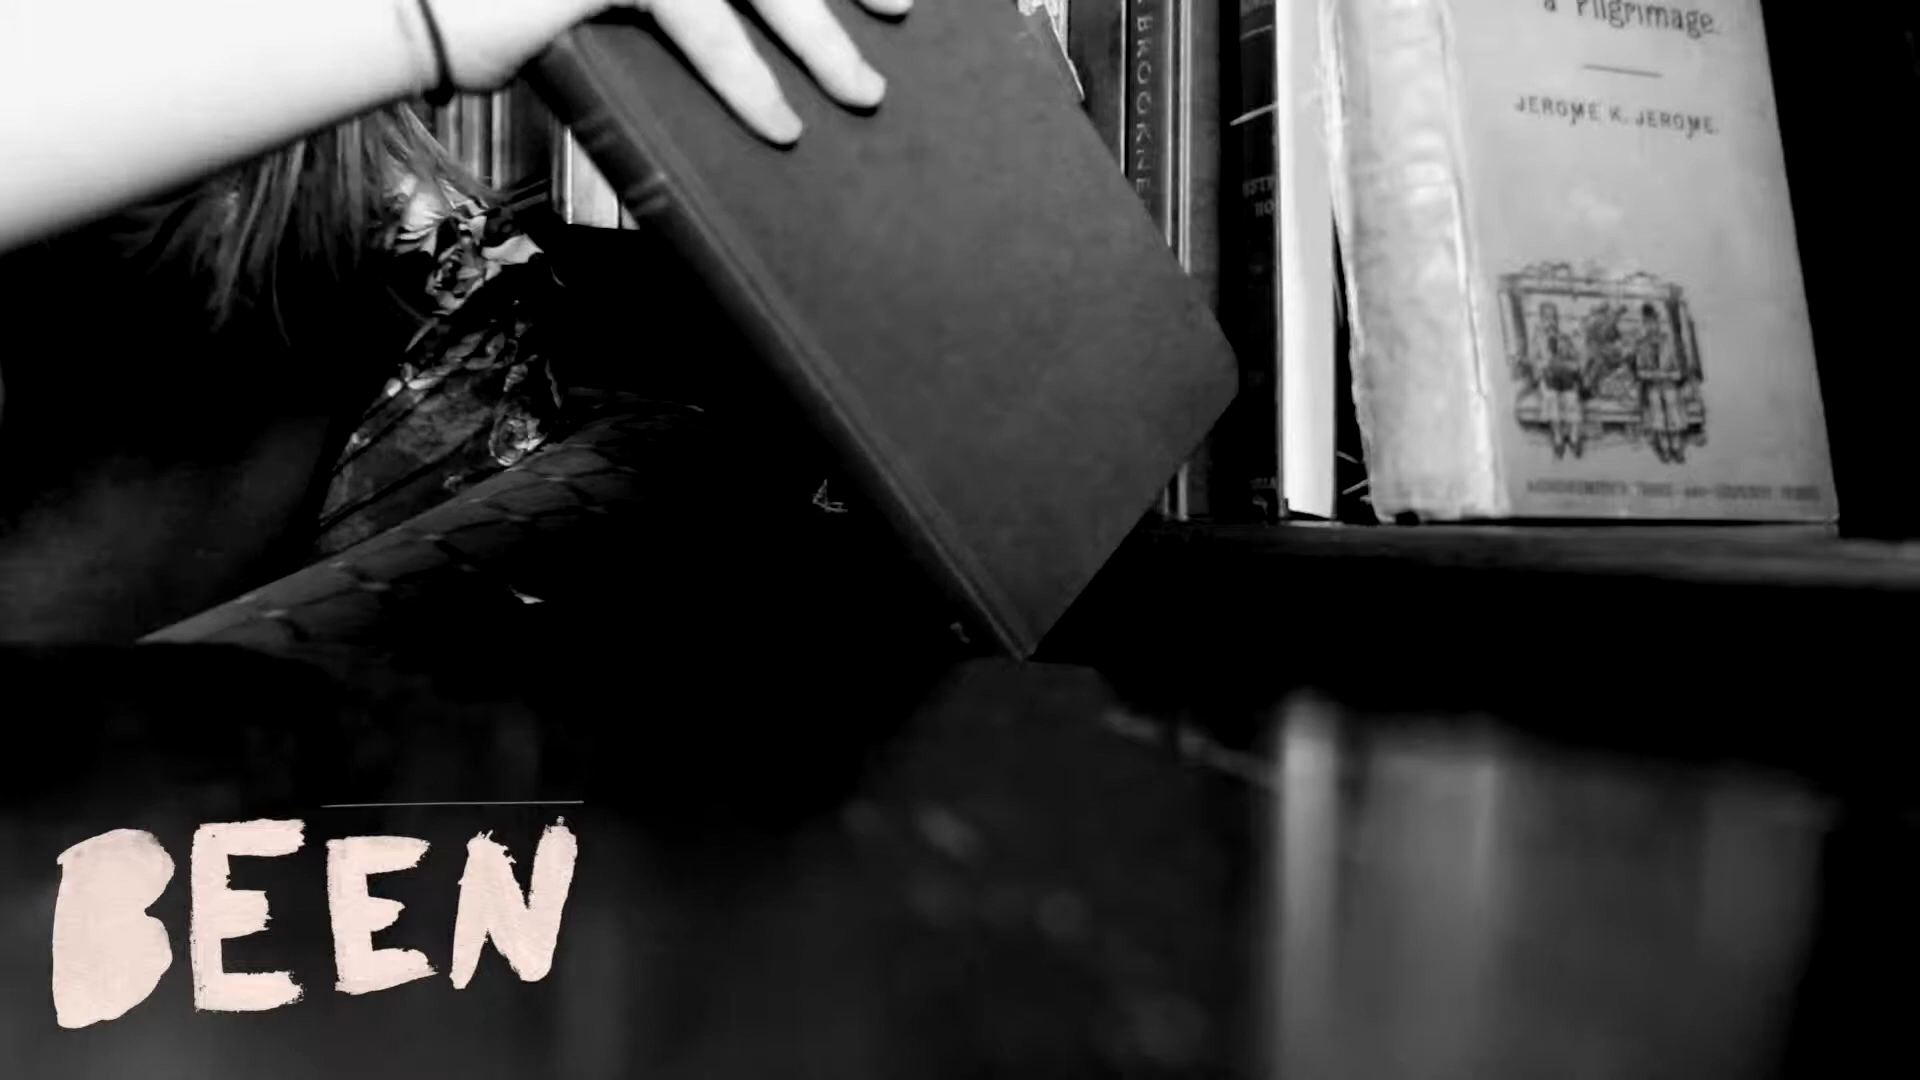 a Pilgrimage.
JEROME K. JEROME.
BROOKNE
BEEN